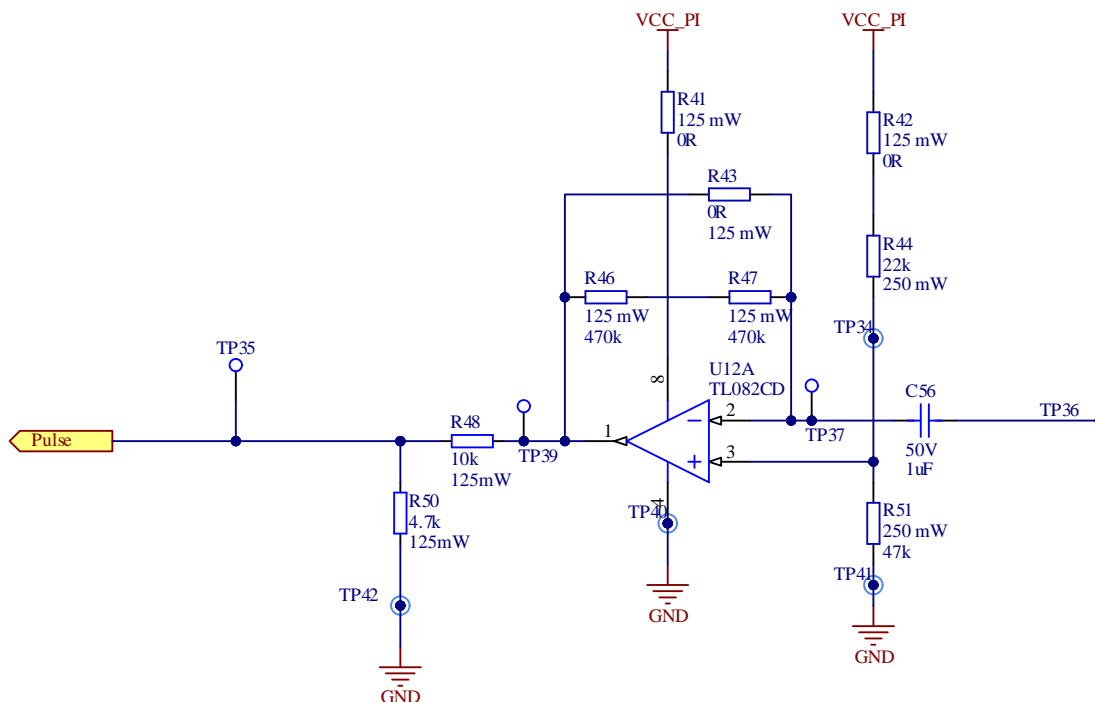 VCC_PI
VCC_PI
R41
125 mW
0R
R42
125 mW
0R
R43
0R
125 mW
R44
22k
250 mW
R46
125 mW
470k
R47
125 mW
470k
TP34
TP35
U12A
TL082CD
8
C56
50V
1uF
2
TP37
TP36
Pulse
R48
10k
125mW
TP39
1
3
4
TP40
R50
4.7k
125mW
R51
250 mW
47k
TP41
TP42
GND
GND
GND